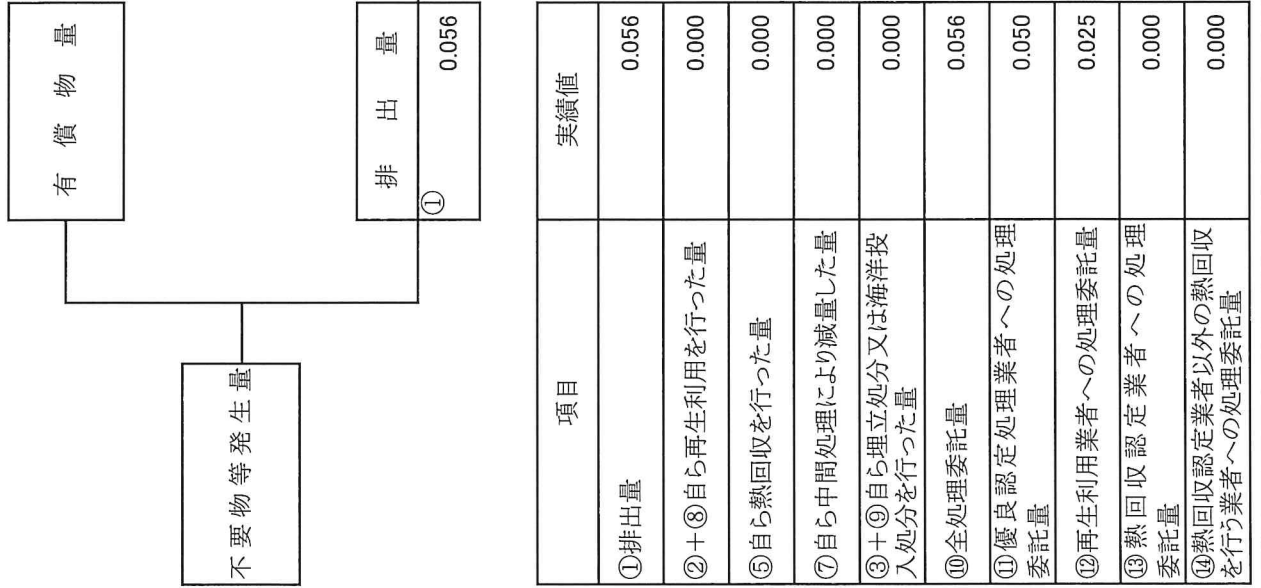 不要物等発生量
有償物量
排出量
①
0.056
項目
実績値
①排出量
0.056
②+⑧自ら再生利用を行った量
0.000
⑤自ら熱回収を行った量
0.000
⑦自ら中間処理により減量した量
0.000
③+⑨自ら埋立処分又は海洋投
入処分を行った量
0.000
⑩全処理委託量
0.056
⑪優良認定処理業者への処理
委託量
0.050
⑫再生利用業者への処理委託量
0.025
⑬熱回収認定業者への処理
委託量
0.000
⑭熱回収認定業者以外の熱回収
を行う業者への処理委託量
0.000